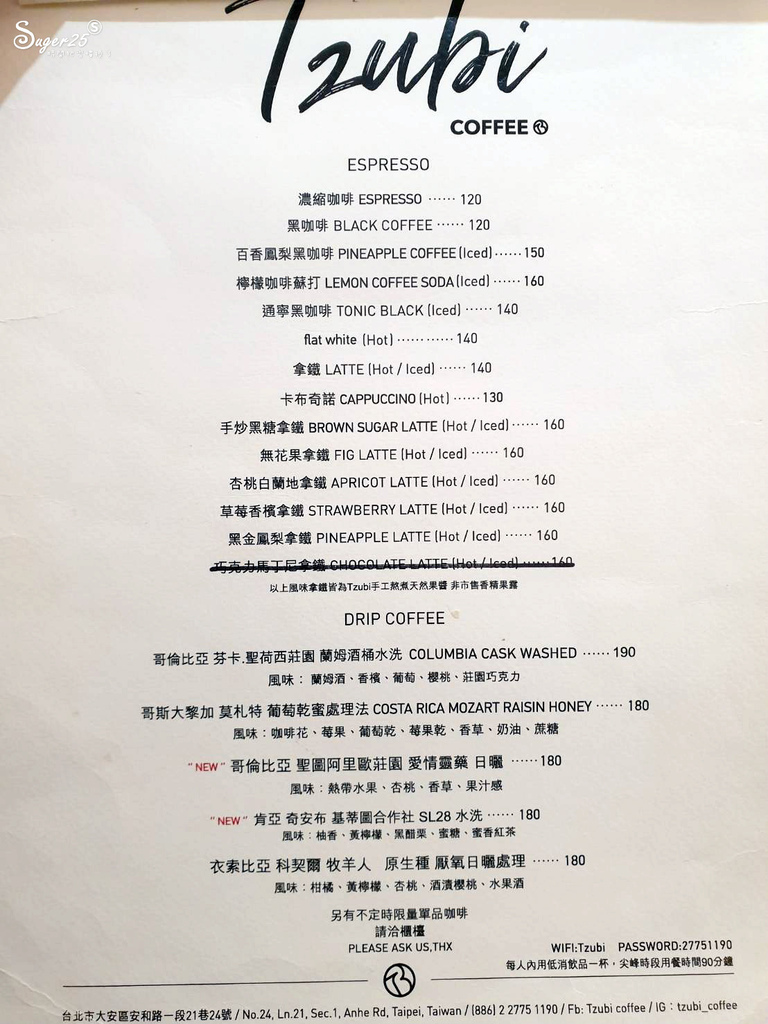 Suger25
Tzubi
COFFEE
ESPRESSO
濃縮咖啡 ESPRESSO ······ 120
黑咖啡 BLACK COFFEE ······ 120
百香鳳梨黑咖啡 PINEAPPLE COFFEE (Iced) ······ 150
檸檬咖啡蘇打 LEMON COFFEE SODA (Iced) ······ 160
通寧黑咖啡 TONIC BLACK (Iced) ······ 140
flat white (Hot) ············ 140
拿鐵 LATTE (Hot / Iced) ······ 140
卡布奇諾 CAPPUCCINO (Hot) ······ 130
手炒黑糖拿鐵 BROWN SUGAR LATTE (Hot / Iced) ······ 160
無花果拿鐵 FIG LATTE (Hot / Iced) ······ 160
杏桃白蘭地拿鐵 APRICOT LATTE (Hot / Iced) ······ 160
草莓香檳拿鐵 STRAWBERRY LATTE (Hot / Iced) ······ 160
黑金鳳梨拿鐵 PINEAPPLE LATTE (Hot / Iced) ······ 160
巧克力馬丁尼拿鐵 CHOCOLATE LATTE (Hot / Iced) ······ 160
以上風味拿鐵皆為Tzubi手工熬煮天然果醬 非市售香精果露
DRIP COFFEE
哥倫比亞 芬卡.聖荷西莊園 蘭姆酒桶水洗 COLUMBIA CASK WASHED ······ 190
風味： 蘭姆酒、香檳、葡萄、櫻桃、莊園巧克力
哥斯大黎加 莫札特 葡萄乾蜜處理法 COSTA RICA MOZART RAISIN HONEY ······ 180
風味：咖啡花、莓果、葡萄乾、莓果乾、香草、奶油、蔗糖
"NEW" 哥倫比亞 聖圖阿里歐莊園 愛情靈藥 日曬 ······ 180
風味：熱帶水果、杏桃、香草、果汁感
"NEW" 肯亞 奇安布 基蒂圖合作社 SL28 水洗 ······ 180
風味：柚香、黃檸檬、黑醋栗、蜜糖、蜜香紅茶
衣索比亞 科契爾 牧羊人 原生種 厭氧日曬處理 ······ 180
風味：柑橘、黃檸檬、杏桃、酒漬櫻桃、水果酒
另有不定時限量單品咖啡
請洽櫃檯
PLEASE ASK US,THX
WIFI:Tzubi PASSWORD:27751190
每人內用低消飲品一杯，尖峰時段用餐時間90分鐘
台北市大安區安和路一段21巷24號 / No.24, Ln.21, Sec.1, Anhe Rd, Taipei, Taiwan / (886) 2 2775 1190 / Fb: Tzubi coffee / IG : tzubi_coffee